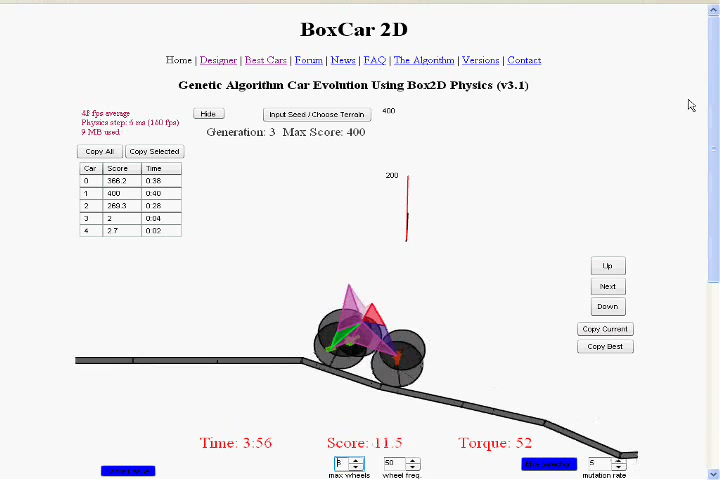 BoxCar 2D
Home | Designer | Best Cars | Forum | News | FAQ | The Algorithm | Versions | Contact
Genetic Algorithm Car Evolution Using Box2D Physics (v3.1)
fps average
Physics step: 6 ms (160 fps)
9 MB used
Hide
Input Seed / Choose Terrain
Generation: 3 Max Score: 400
400
200
Copy All Copy Selected
Car Score Time
0 366.2 0:38
1 400 0:40
2 269.3 0:28
3 2 0:04
4 2.7 0:02
Up
Next
Down
Copy Current
Copy Best
Time: 3:56 Score: 11.5 Torque: 52
8 50 5
max wheels wheel freq. mutation rate